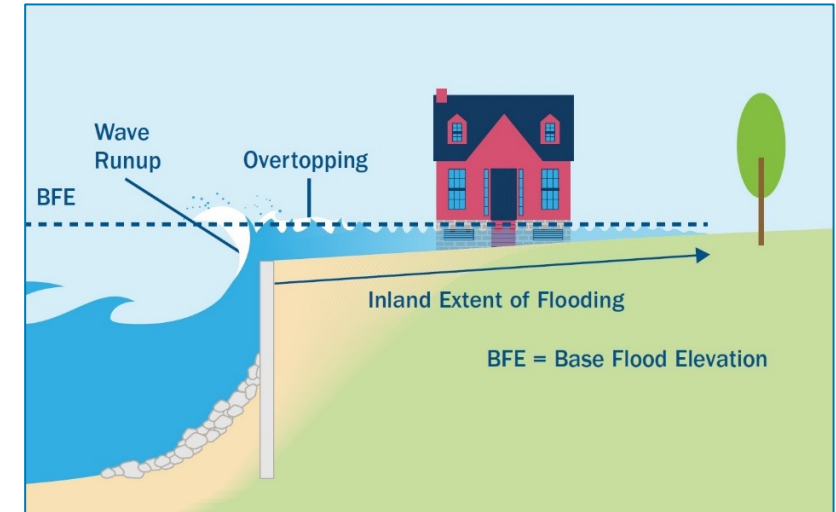 Wave
Runup
Overtopping
BFE
Inland Extent of Flooding
BFE = Base Flood Elevation